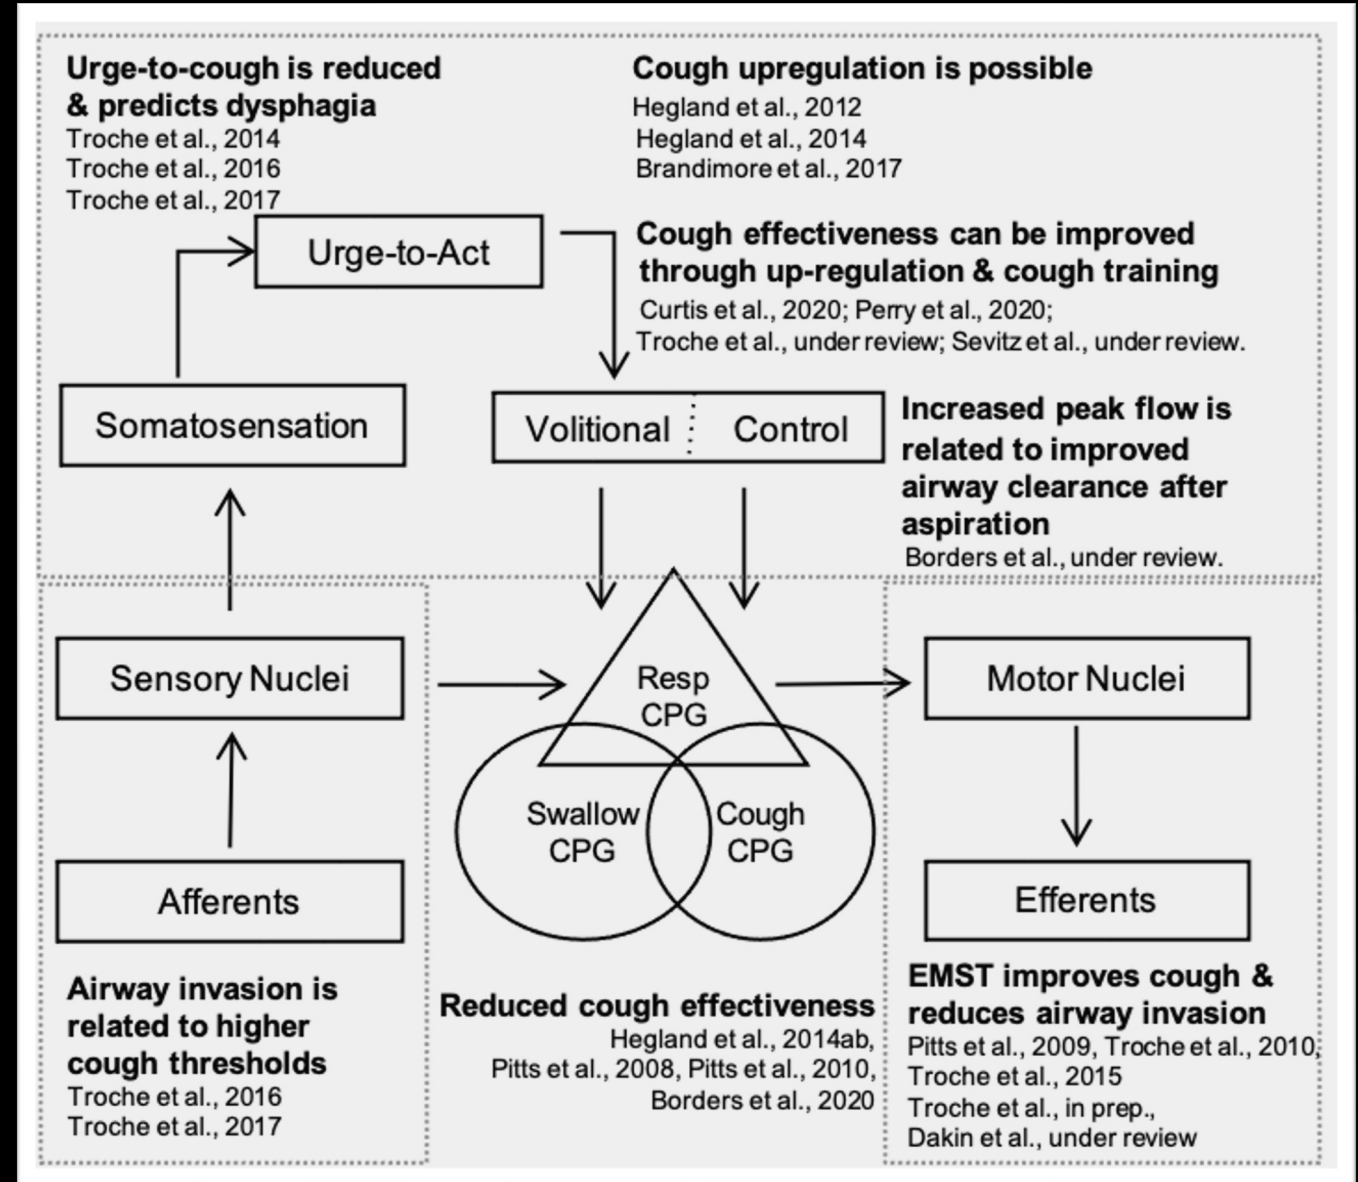 Urge-to-cough is reduced
& predicts dysphagia
Troche et al., 2014
Troche et al., 2016
Troche et al., 2017
Cough upregulation is possible
Hegland et al., 2012
Hegland et al., 2014
Brandimore et al., 2017
Urge-to-Act
Cough effectiveness can be improved
through up-regulation & cough training
Curtis et al., 2020; Perry et al., 2020;
Troche et al., under review; Sevitz et al., under review.
Somatosensation
Volitional Control
Increased peak flow is
related to improved
airway clearance after
aspiration
Borders et al., under review.
Sensory Nuclei
Resp
CPG
Motor Nuclei
Swallow
CPG
Cough
CPG
Afferents
Efferents
Airway invasion is
related to higher
cough thresholds
Troche et al., 2016
Troche et al., 2017
Reduced cough effectiveness
Hegland et al., 2014ab,
Pitts et al., 2008, Pitts et al., 2010,
Borders et al., 2020
EMST improves cough &
reduces airway invasion
Pitts et al., 2009, Troche et al., 2010,
Troche et al., 2015
Troche et al., in prep.,
Dakin et al., under review